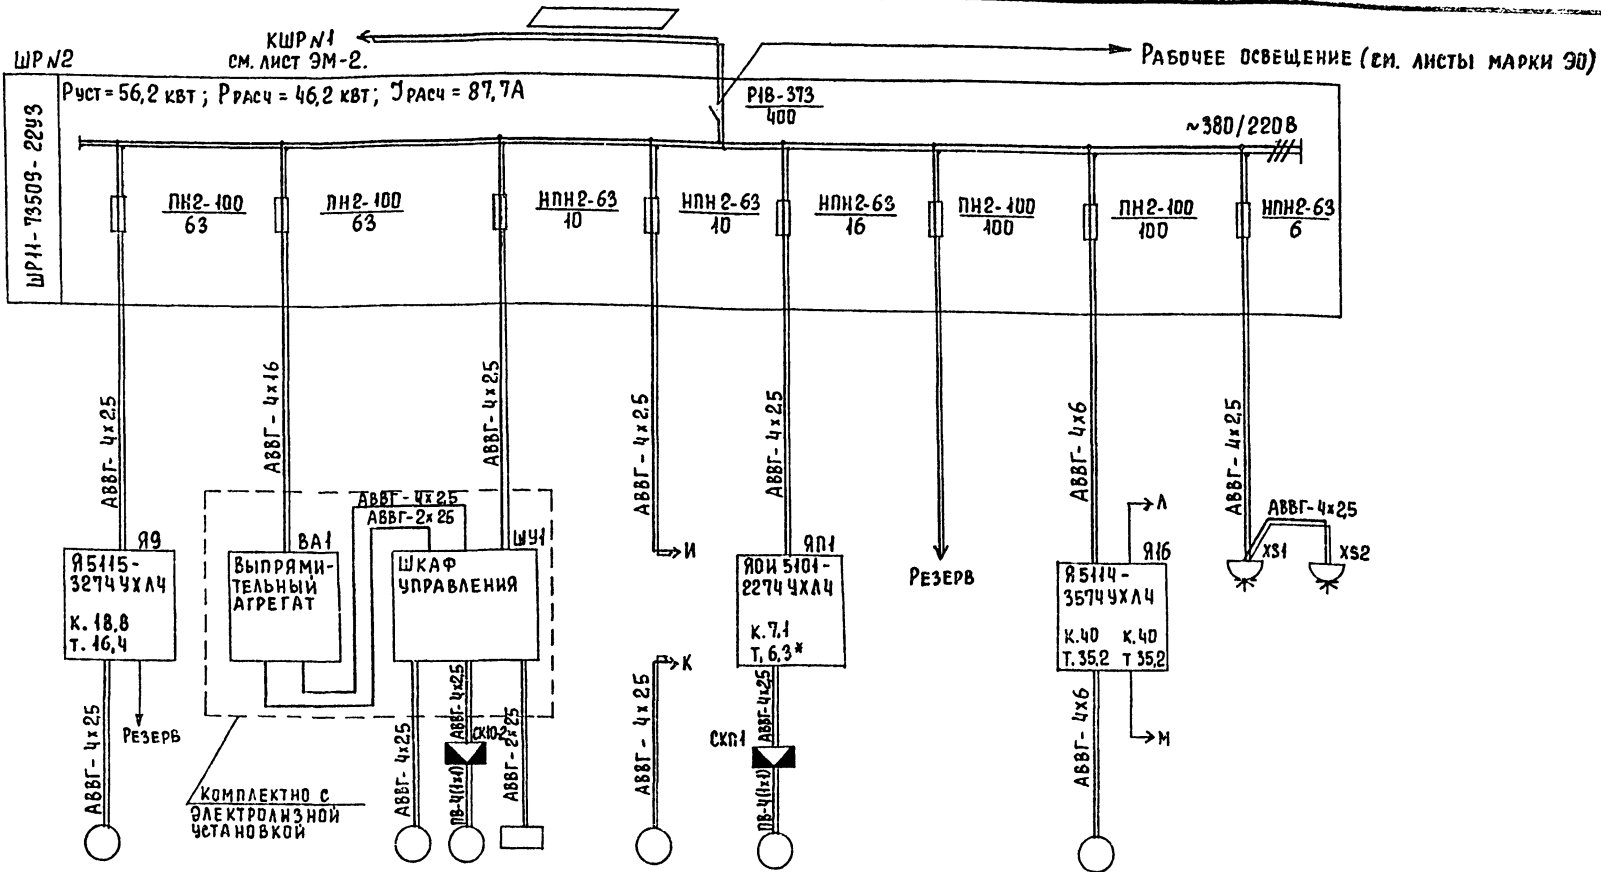 КШР N1
см. лист ЭМ-2.
Рабочее освещение (см. листы марки ЭО)
ШР N2
ШР11-73509-22У3
Руст = 56,2 квт; Ррасч = 46,2 квт; Iрасч = 87,7А
Р18-373
400
~380/220В
ПН2-100
63
ПН2-100
63
НПН2-63
10
НПН2-63
10
НПН2-63
16
ПН2-100
100
ПН2-100
100
НПН2-63
6
АВВГ-4х2,5
АВВГ-4х16
АВВГ-4х2,5
АВВГ-4х2,5
АВВГ-4х2,5
АВВГ-4х6
АВВГ-4х2,5
АВВГ-4х2,5
АВВГ-2х25
АВВГ-4х2,5
Я9
Я5115-
3274УХЛ4
К. 18,8
Т. 16,4
ВА1
Выпрями-
тельный
агрегат
ШУ1
Шкаф
управления
И
К
ЯП1
ЯОИ 5101-
2274УХЛ4
К. 7,1
Т, 6,3*
Резерв
Л
Я16
Я5114-
3574УХЛ4
К.40 К.40
Т.35,2 Т 35,2
М
XS1
XS2
Резерв
АВВГ-4х2,5
АВВГ-4х2,5
АВВГ-4х2,5
СК10-2
ПВ-4(1х1)
АВВГ-2х2,5
АВВГ-4х2,5
АВВГ-4х2,5
СКП1
ПВ-4(1х1)
АВВГ-4х6
Комплектно с
электролизной
установкой